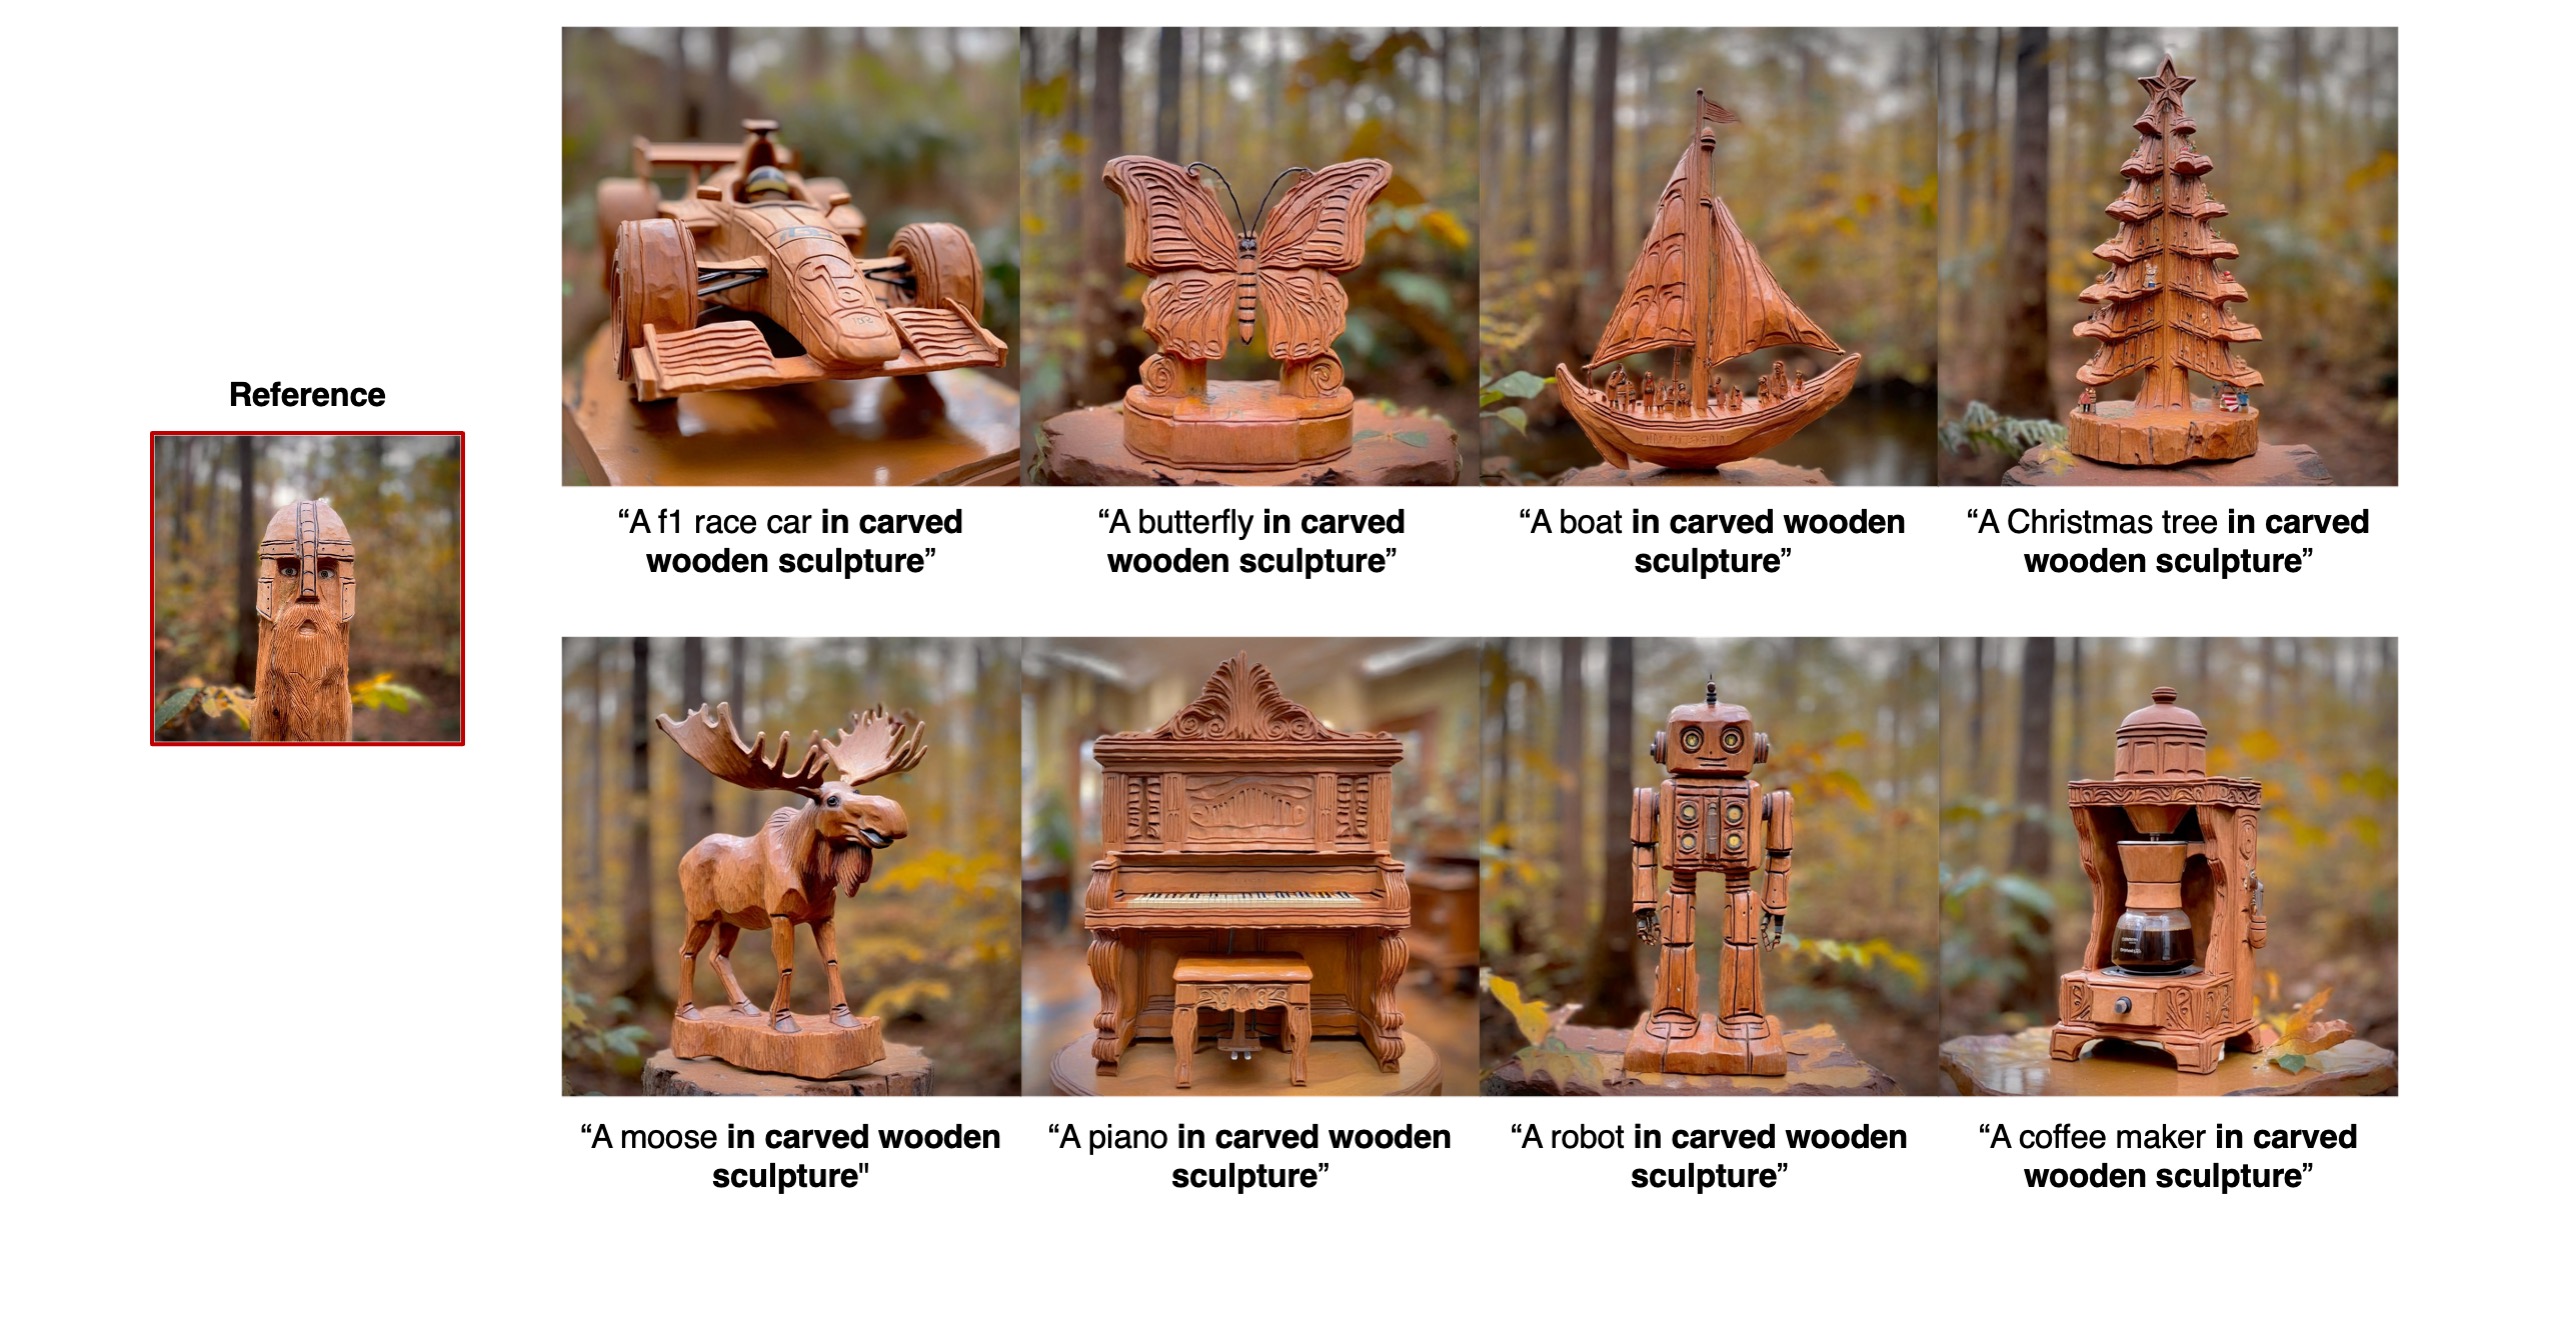 Reference
“A f1 race car in carved
wooden sculpture”
“A butterfly in carved
wooden sculpture”
“A boat in carved wooden
sculpture”
“A Christmas tree in carved
wooden sculpture”
“A moose in carved wooden
sculpture"
“A piano in carved wooden
sculpture”
“A robot in carved wooden
sculpture”
“A coffee maker in carved
wooden sculpture”